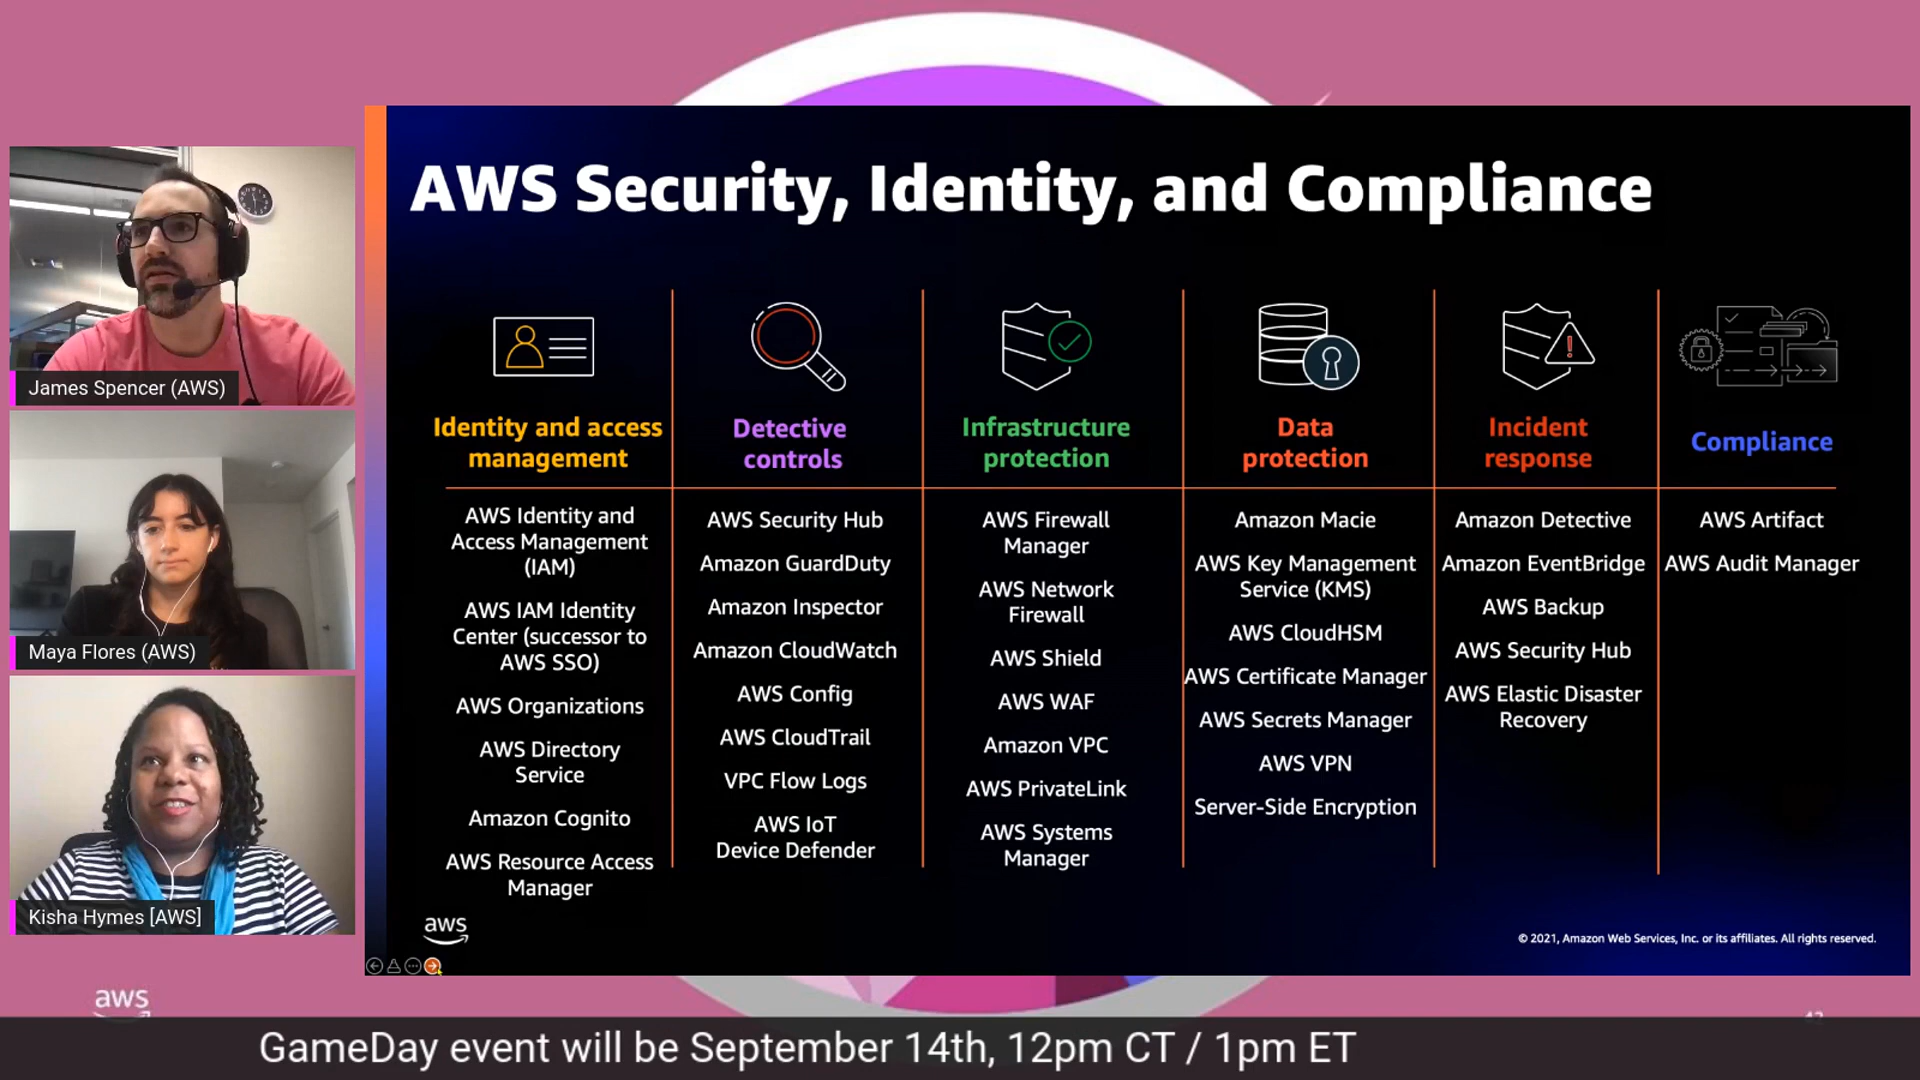 AWS Security, Identity, and Compliance
Identity and access
management
AWS Identity and
Access Management
(IAM)
AWS IAM Identity
Center (successor to
AWS SSO)
AWS Organizations
AWS Directory
Service
Amazon Cognito
AWS Resource Access
Manager
Detective
controls
AWS Security Hub
Amazon GuardDuty
Amazon Inspector
Amazon CloudWatch
AWS Config
AWS CloudTrail
VPC Flow Logs
AWS IoT
Device Defender
Infrastructure
protection
AWS Firewall
Manager
AWS Network
Firewall
AWS Shield
AWS WAF
Amazon VPC
AWS PrivateLink
AWS Systems
Manager
Data
protection
Amazon Macie
AWS Key Management
Service (KMS)
AWS CloudHSM
AWS Certificate Manager
AWS Secrets Manager
AWS VPN
Server-Side Encryption
Incident
response
Amazon Detective
Amazon EventBridge
AWS Backup
AWS Security Hub
AWS Elastic Disaster
Recovery
Compliance
AWS Artifact
AWS Audit Manager
aws
© 2021, Amazon Web Services, Inc. or its affiliates. All rights reserved.
James Spencer (AWS)
Maya Flores (AWS)
Kisha Hymes [AWS]
aws
GameDay event will be September 14th, 12pm CT / 1pm ET